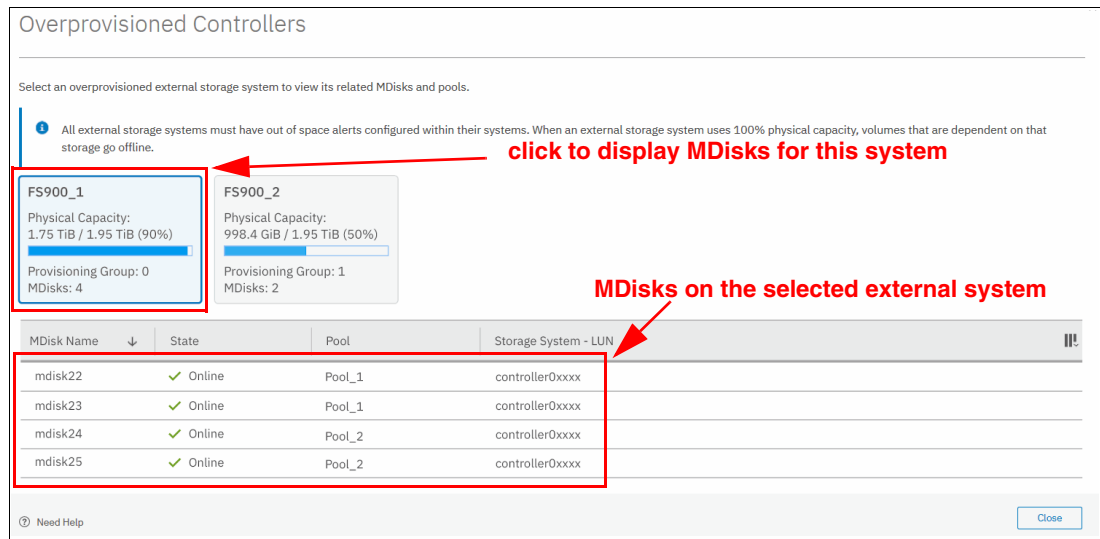 Overprovisioned Controllers
Select an overprovisioned external storage system to view its related MDisks and pools.
All external storage systems must have out of space alerts configured within their systems. When an external storage system uses 100% physical capacity, volumes that are dependent on that
storage go offline.
click to display MDisks for this system
FS900_1
Physical Capacity:
1.75 TiB / 1.95 TiB (90%)
Provisioning Group: 0
MDisks: 4
FS900_2
Physical Capacity:
998.4 GiB / 1.95 TiB (50%)
Provisioning Group: 1
MDisks: 2
MDisks on the selected external system
MDisk Name State Pool Storage System - LUN
mdisk22 Online Pool_1 controller0xxxx
mdisk23 Online Pool_1 controller0xxxx
mdisk24 Online Pool_2 controller0xxxx
mdisk25 Online Pool_2 controller0xxxx
Need Help Close